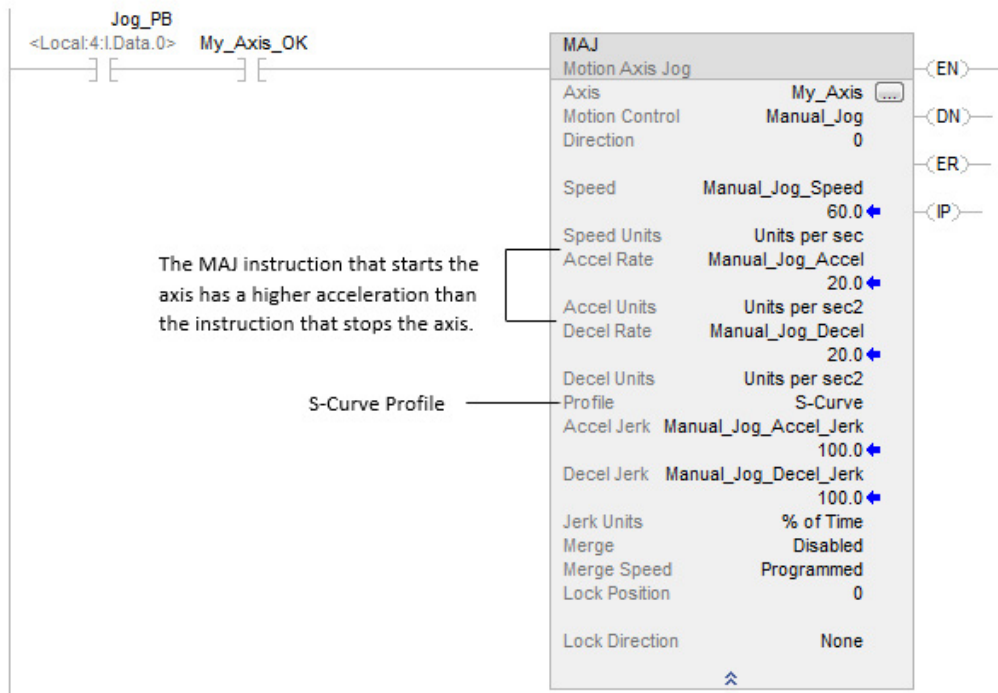 Jog_PB
<Local:4:I.Data.0> My_Axis_OK
MAJ
Motion Axis Jog
Axis My_Axis ...
Motion Control Manual_Jog
Direction 0
Speed Manual_Jog_Speed
60.0
Speed Units Units per sec
Accel Rate Manual_Jog_Accel
20.0
Accel Units Units per sec2
Decel Rate Manual_Jog_Decel
20.0
Decel Units Units per sec2
Profile S-Curve
Accel Jerk Manual_Jog_Accel_Jerk
100.0
Decel Jerk Manual_Jog_Decel_Jerk
100.0
Jerk Units % of Time
Merge Disabled
Merge Speed Programmed
Lock Position 0
Lock Direction None
EN
DN
ER
IP
The MAJ instruction that starts the
axis has a higher acceleration than
the instruction that stops the axis.
S-Curve Profile